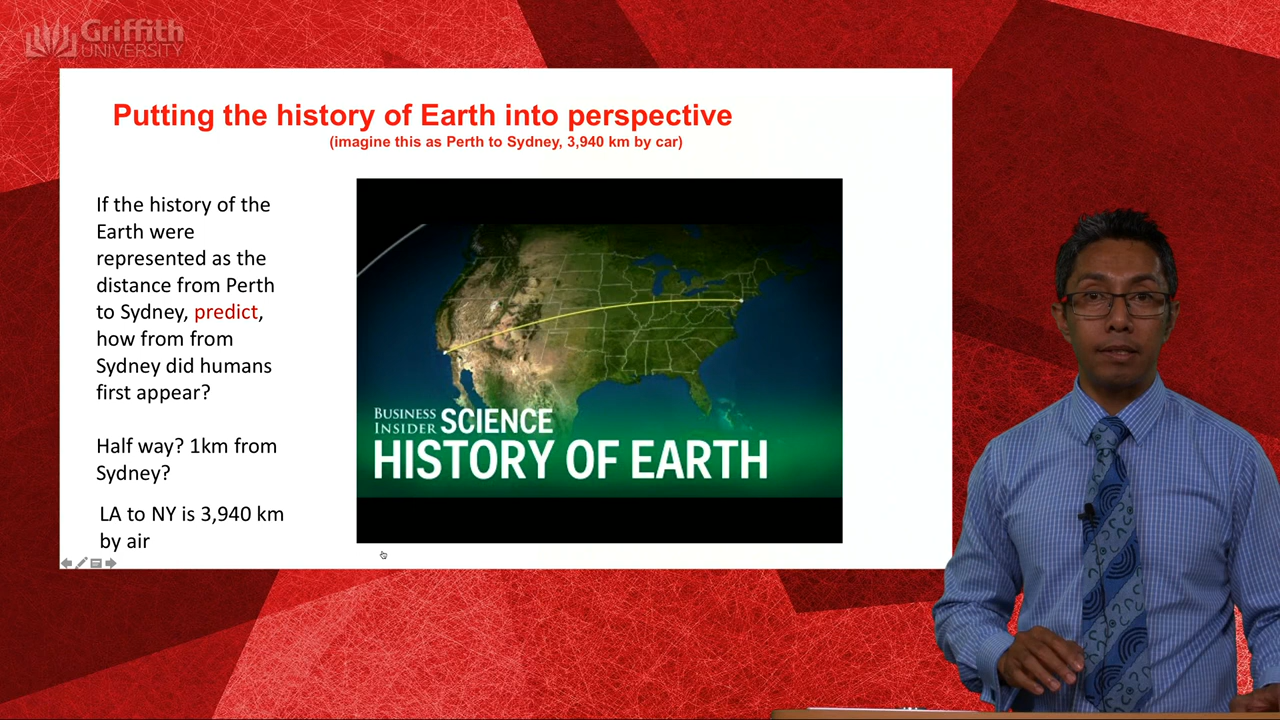 Griffith
UNIVERSITY
Putting the history of Earth into perspective
(imagine this as Perth to Sydney, 3,940 km by car)
If the history of the
Earth were
represented as the
distance from Perth
to Sydney, predict,
how from from
Sydney did humans
first appear?
Half way? 1km from
Sydney?
LA to NY is 3,940 km
by air
BUSINESS
INSIDER SCIENCE
HISTORY OF EARTH